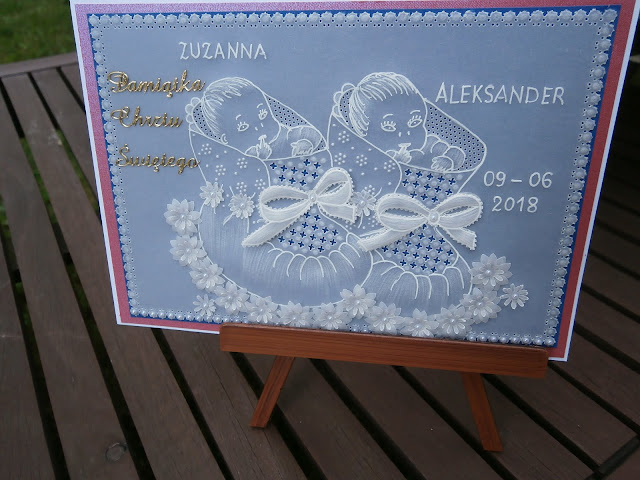 ZUZANNA
Pamiątka
Chrztu
Świętego
ALEKSANDER
09-06
2018